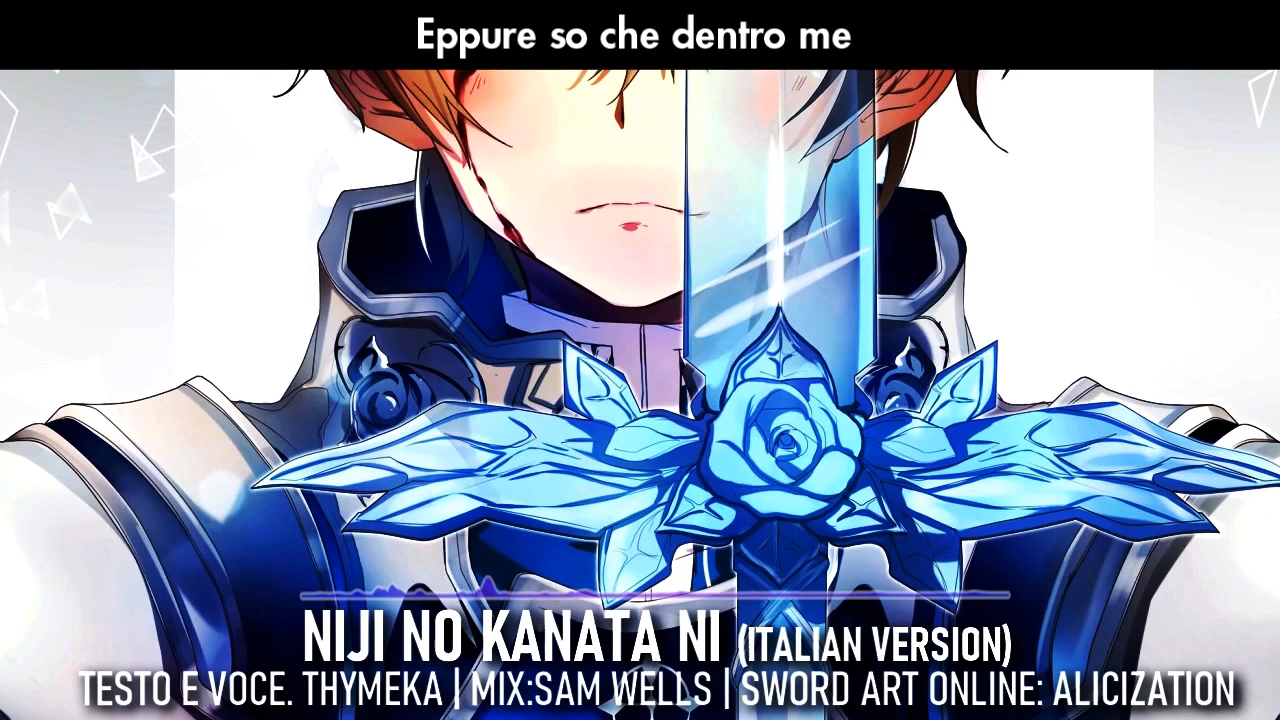 Eppure so che dentro me
NIJI NO KANATA NI (ITALIAN VERSION)
TESTO E VOCE. THYMEKA | MIX:SAM WELLS | SWORD ART ONLINE: ALICIZATION